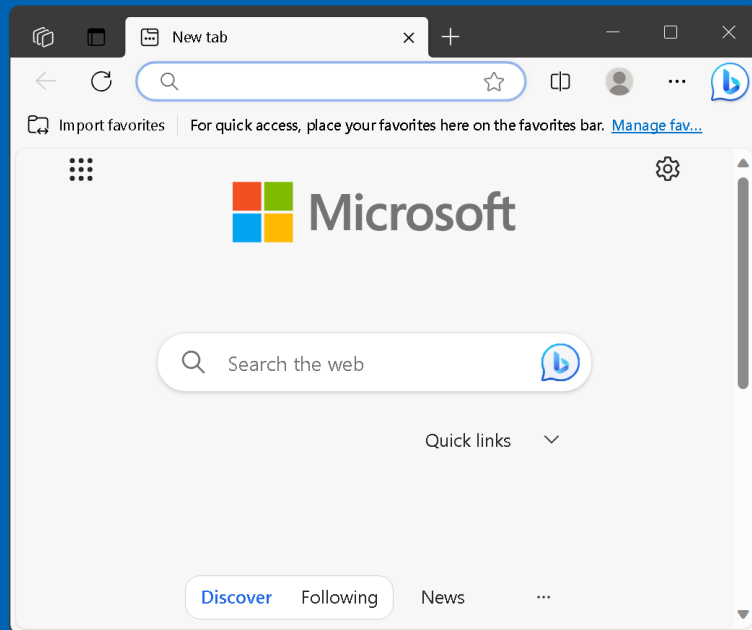 New tab
Import favorites For quick access, place your favorites here on the favorites bar. Manage fav...
Microsoft
Search the web
Quick links
Discover Following News